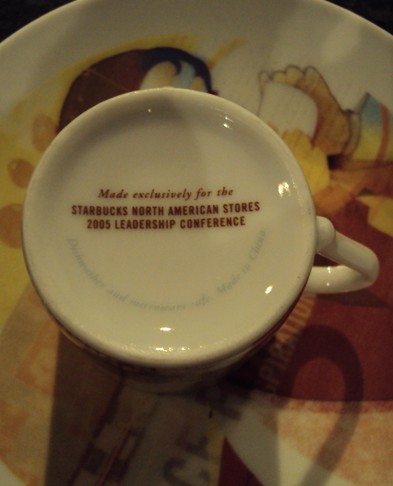 Made exclusively for the
STARBUCKS NORTH AMERICAN STORES
2005 LEADERSHIP CONFERENCE
Dishwasher and microwave safe. Made in China